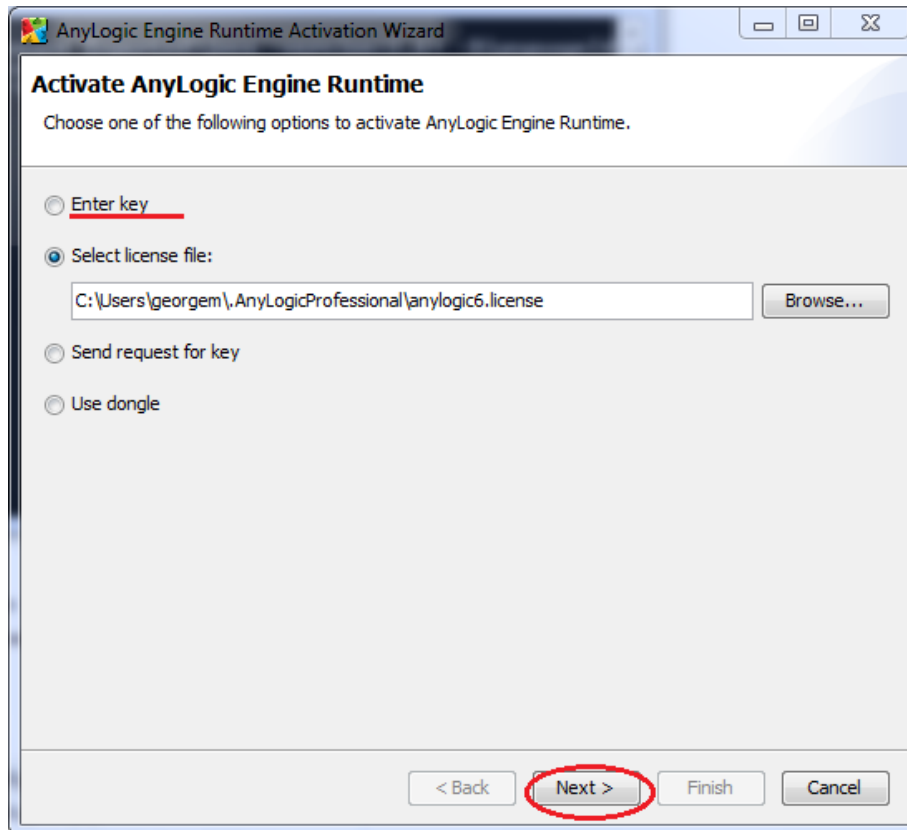 AnyLogic Engine Runtime Activation Wizard
Activate AnyLogic Engine Runtime
Choose one of the following options to activate AnyLogic Engine Runtime.
Enter key
Select license file:
C:\Users\georgem\.AnyLogicProfessional\anylogic6.license Browse...
Send request for key
Use dongle
< Back Next > Finish Cancel